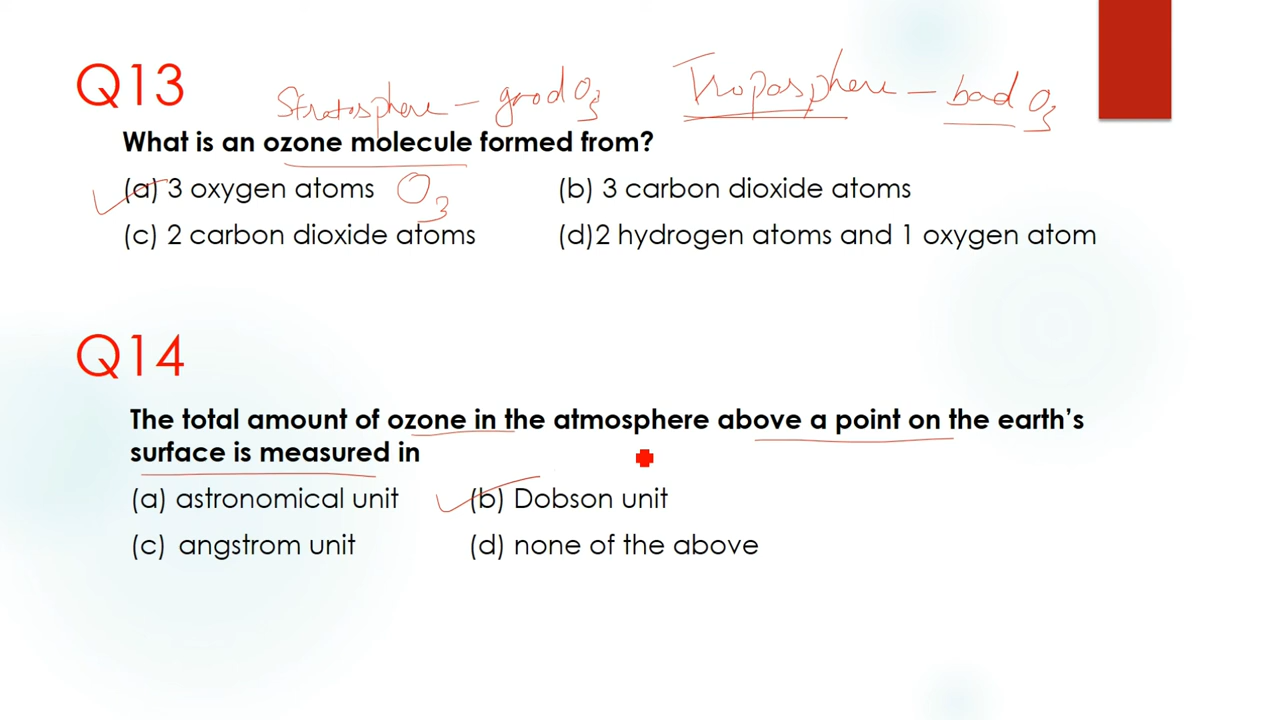 Q13
Stratosphere - good O3
Troposphere - bad O3
What is an ozone molecule formed from?
(a) 3 oxygen atoms O3
(b) 3 carbon dioxide atoms
(c) 2 carbon dioxide atoms
(d)2 hydrogen atoms and 1 oxygen atom
Q14
The total amount of ozone in the atmosphere above a point on the earth's
surface is measured in
(a) astronomical unit
(b) Dobson unit
(c) angstrom unit
(d) none of the above